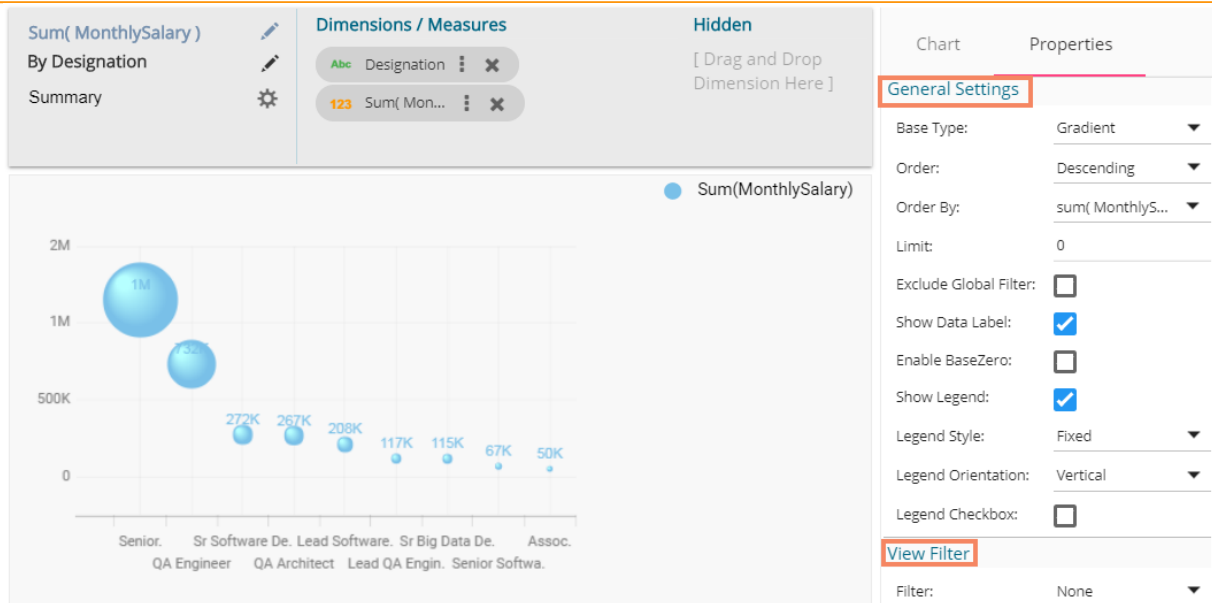 Sum( MonthlySalary )
By Designation
Summary
Dimensions / Measures
Abc Designation
123 Sum( Mon...
Hidden
[ Drag and Drop
Dimension Here ]
Chart Properties
General Settings
Base Type: Gradient
Order: Descending
Order By: sum( MonthlyS...
Limit: 0
Exclude Global Filter:
Show Data Label:
Enable BaseZero:
Show Legend:
Legend Style: Fixed
Legend Orientation: Vertical
Legend Checkbox:
View Filter
Filter: None
Sum(MonthlySalary)
2M
1M
500K
0
1M
732K
272K
267K
208K
117K
115K
67K
50K
Senior. Sr Software De. Lead Software. Sr Big Data De. Assoc.
QA Engineer QA Architect Lead QA Engin. Senior Softwa.